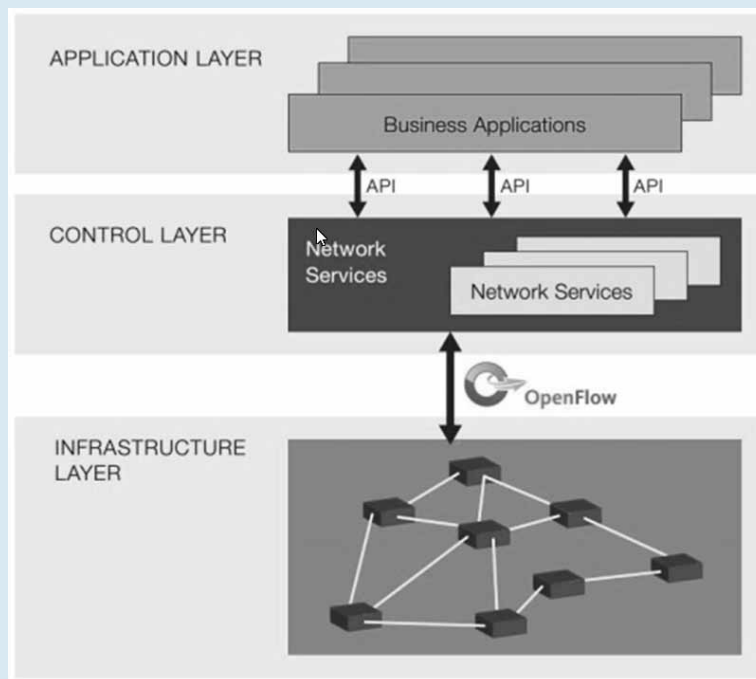 APPLICATION LAYER
Business Applications
API
API
API
CONTROL LAYER
Network
Services
Network Services
OpenFlow
INFRASTRUCTURE
LAYER